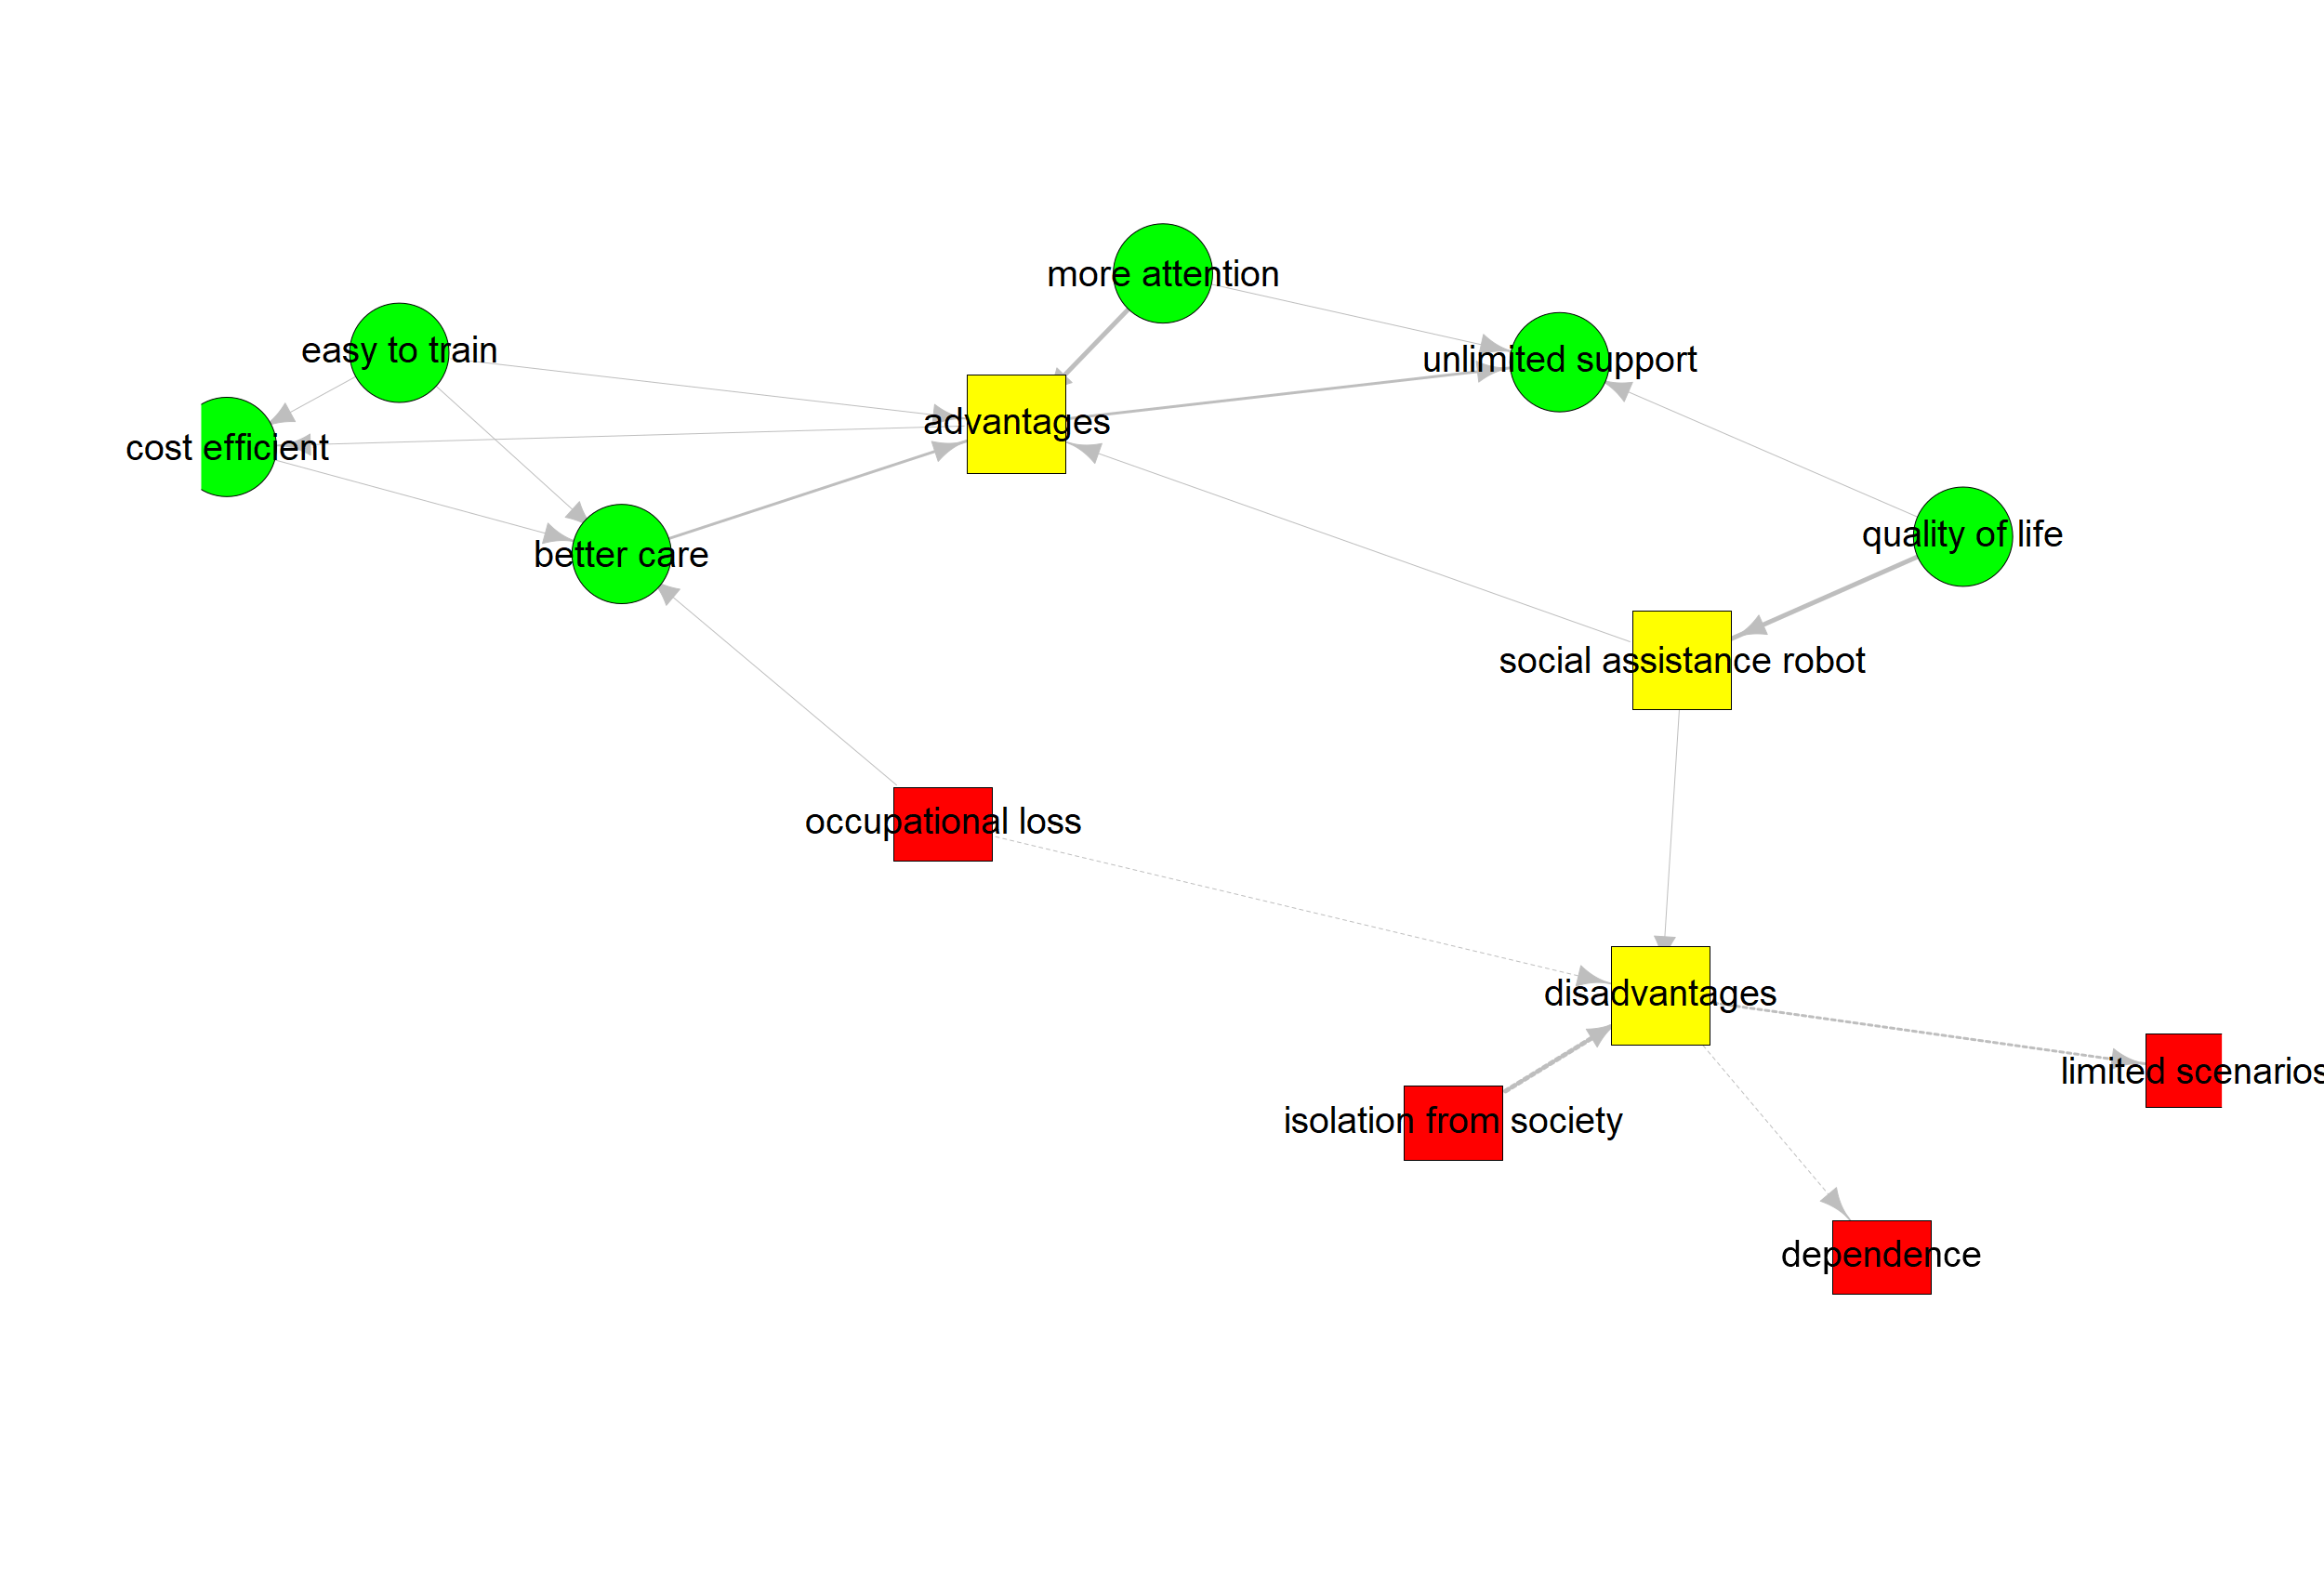 more attention
easy to train
unlimited support
advantages
cost efficient
quality of life
better care
social assistance robot
occupational loss
disadvantages
limited scenarios
isolation from society
dependence